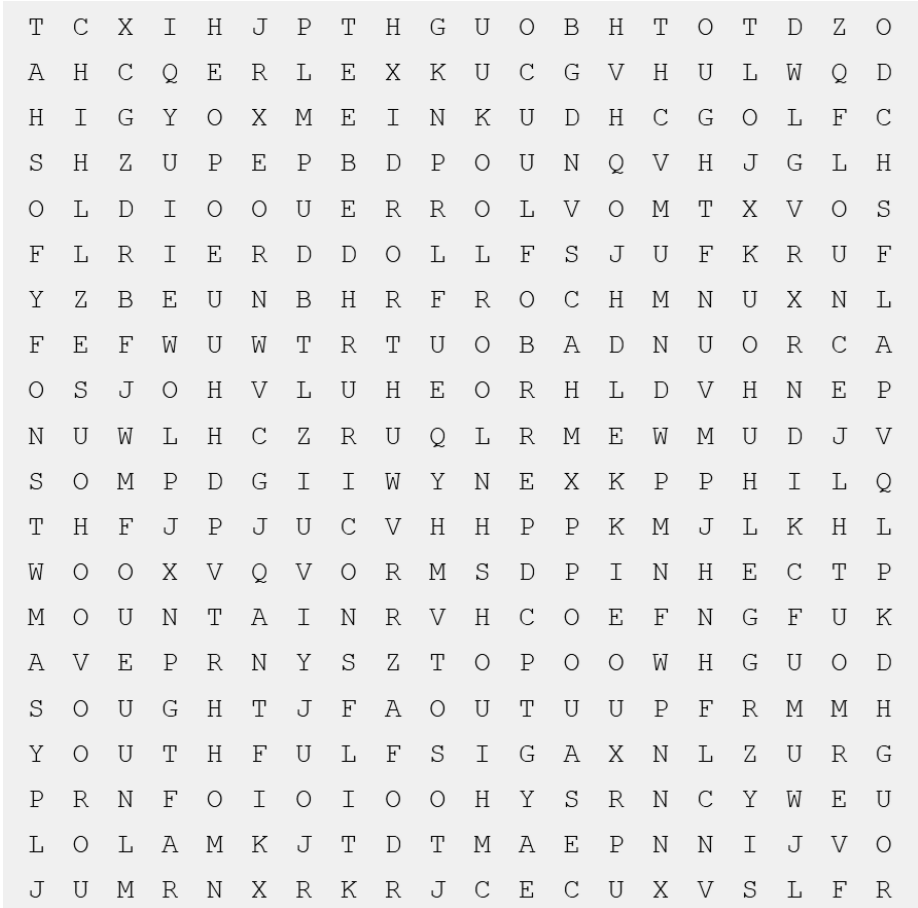 T C X I H J P T H G U O B H T O T D Z O
A H C Q E R L E X K U C G V H U L W Q D
H I G Y O X M E I N K U D H C G O L F C
S H Z U P E P B D P O U N Q V H J G L H
O L D I O O U E R R O L V O M T X V O S
F L R I E R D D O L L F S J U F K R U F
Y Z B E U N B H R F R O C H M N U X N L
F E F W U W T R T U O B A D N U O R C A
O S J O H V L U H E O R H L D V H N E P
N U W L H C Z R U Q L R M E W M U D J V
S O M P D G I I W Y N E X K P P H I L Q
T H F J P J U C V H H P P K M J L K H L
W O O X V Q V O R M S D P I N H E C T P
M O U N T A I N R V H C O E F N G F U K
A V E P R N Y S Z T O P O O W H G U O D
S O U G H T J F A O U T U U P F R M M H
Y O U T H F U L F S I G A X N L Z U R G
P R N F O I O I O O H Y S R N C Y W E U
L O L A M K J T D T M A E P N N I J V O
J U M R N X R K R J C E C U X V S L F R